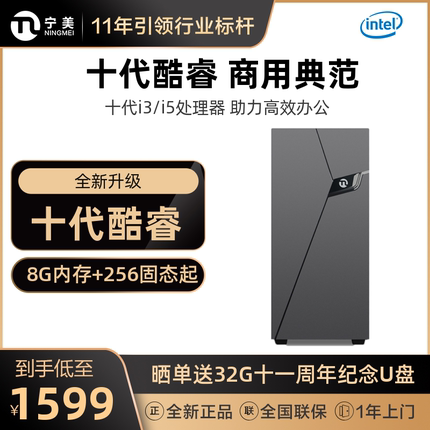 宁美
NINGMEI
11年引领行业标杆
intel
十代酷睿 商用典范
十代i3/i5处理器 助力高效办公
全新升级
十代酷睿
8G内存+256固态起
到手低至
¥1599
晒单送32G十一周年纪念U盘
全新正品 全国联保 1年上门